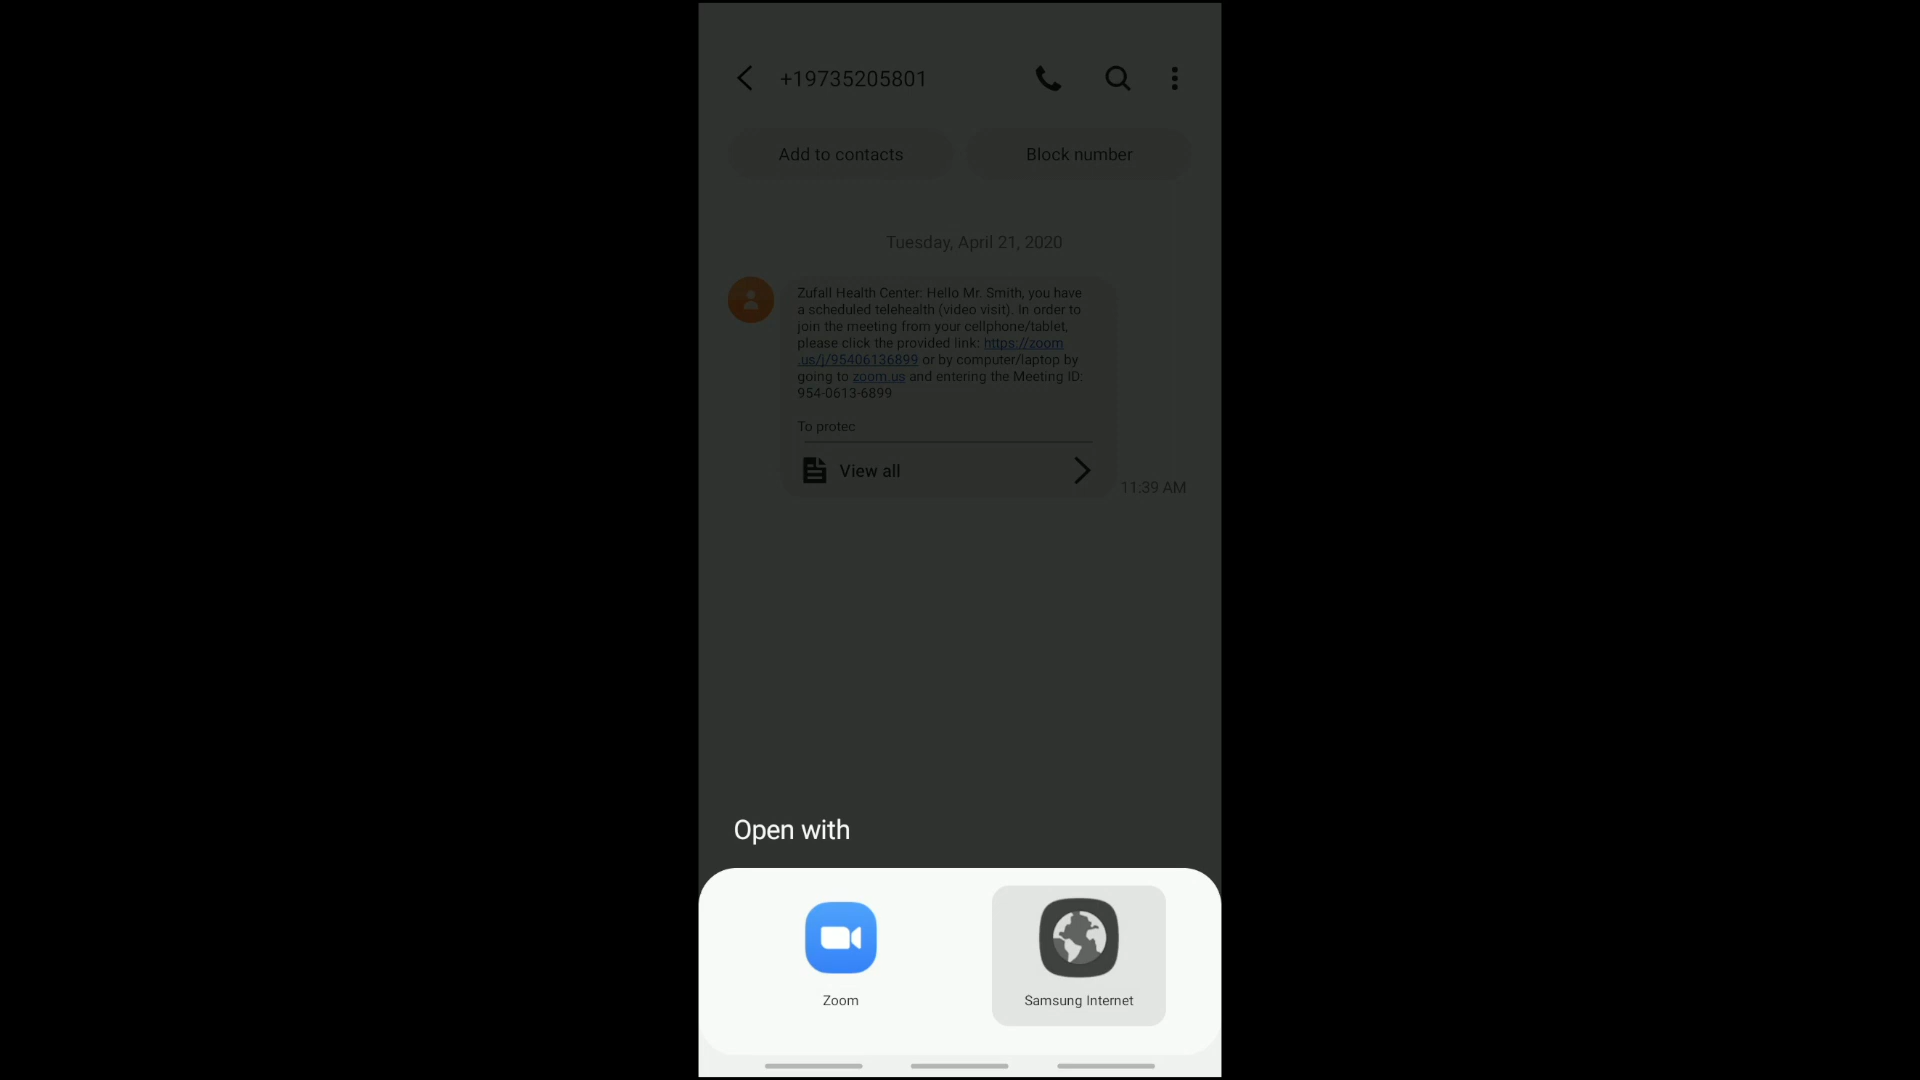 +19735205801
Add to contacts
Block number
Tuesday, April 21, 2020
Zufall Health Center: Hello Mr. Smith, you have
a scheduled telehealth (video visit). In order to
join the meeting from your cellphone/tablet,
please click the provided link: https://zoom
.us/j/95406136899 or by computer/laptop by
going to zoom.us and entering the Meeting ID:
954-0613-6899
To protec
View all
11:39 AM
Open with
Zoom
Samsung Internet